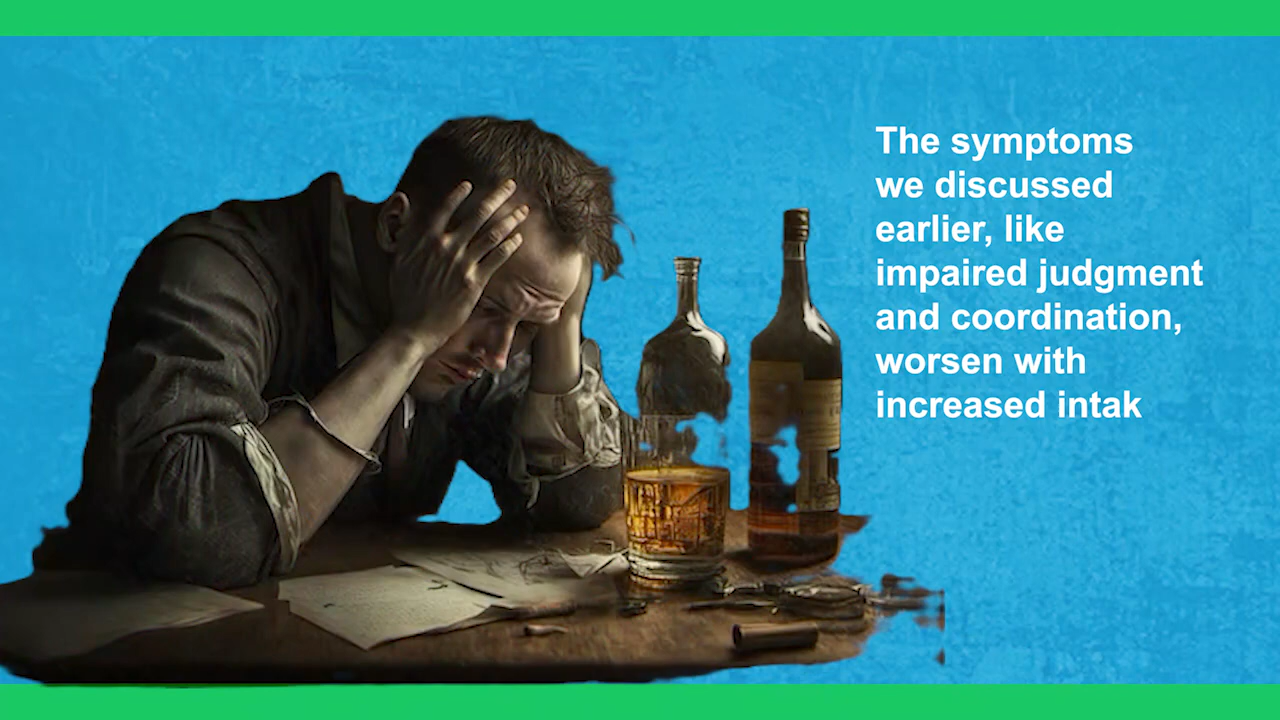 The symptoms
we discussed
earlier, like
impaired judgment
and coordination,
worsen with
increased intak